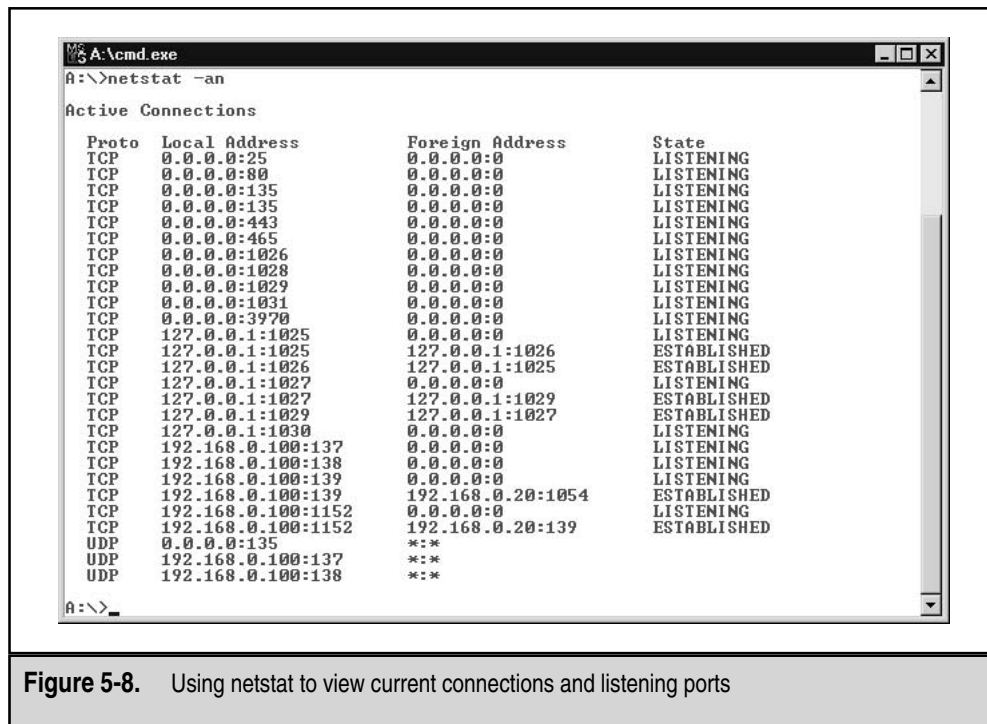 A:\cmd.exe
A:\>netstat -an
Active Connections
Proto Local Address Foreign Address State
TCP 0.0.0.0:25 0.0.0.0:0 LISTENING
TCP 0.0.0.0:80 0.0.0.0:0 LISTENING
TCP 0.0.0.0:135 0.0.0.0:0 LISTENING
TCP 0.0.0.0:135 0.0.0.0:0 LISTENING
TCP 0.0.0.0:443 0.0.0.0:0 LISTENING
TCP 0.0.0.0:465 0.0.0.0:0 LISTENING
TCP 0.0.0.0:1026 0.0.0.0:0 LISTENING
TCP 0.0.0.0:1028 0.0.0.0:0 LISTENING
TCP 0.0.0.0:1029 0.0.0.0:0 LISTENING
TCP 0.0.0.0:1031 0.0.0.0:0 LISTENING
TCP 0.0.0.0:3970 0.0.0.0:0 LISTENING
TCP 127.0.0.1:1025 0.0.0.0:0 LISTENING
TCP 127.0.0.1:1025 127.0.0.1:1026 ESTABLISHED
TCP 127.0.0.1:1026 127.0.0.1:1025 ESTABLISHED
TCP 127.0.0.1:1027 0.0.0.0:0 LISTENING
TCP 127.0.0.1:1027 127.0.0.1:1029 ESTABLISHED
TCP 127.0.0.1:1029 127.0.0.1:1027 ESTABLISHED
TCP 127.0.0.1:1030 0.0.0.0:0 LISTENING
TCP 192.168.0.100:137 0.0.0.0:0 LISTENING
TCP 192.168.0.100:138 0.0.0.0:0 LISTENING
TCP 192.168.0.100:139 0.0.0.0:0 LISTENING
TCP 192.168.0.100:139 192.168.0.20:1054 ESTABLISHED
TCP 192.168.0.100:1152 0.0.0.0:0 LISTENING
TCP 192.168.0.100:1152 192.168.0.20:139 ESTABLISHED
UDP 0.0.0.0:135 *:*
UDP 192.168.0.100:137 *:*
UDP 192.168.0.100:138 *:*
A:\>_
Figure 5-8. Using netstat to view current connections and listening ports